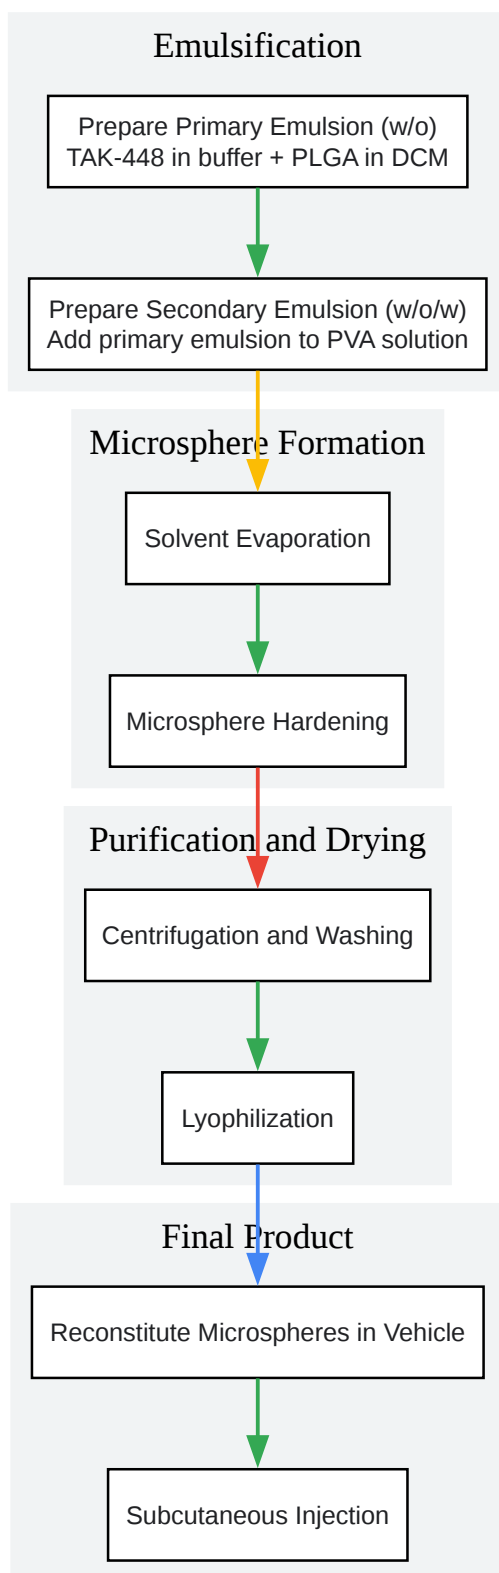 Emulsification
Prepare Primary Emulsion (w/o)
TAK-448 in buffer + PLGA in DCM
Prepare Secondary Emulsion (w/o/w)
Add primary emulsion to PVA solution
Microsphere Formation
Solvent Evaporation
Microsphere Hardening
Purification and Drying
Centrifugation and Washing
Lyophilization
Final Product
Reconstitute Microspheres in Vehicle
Subcutaneous Injection